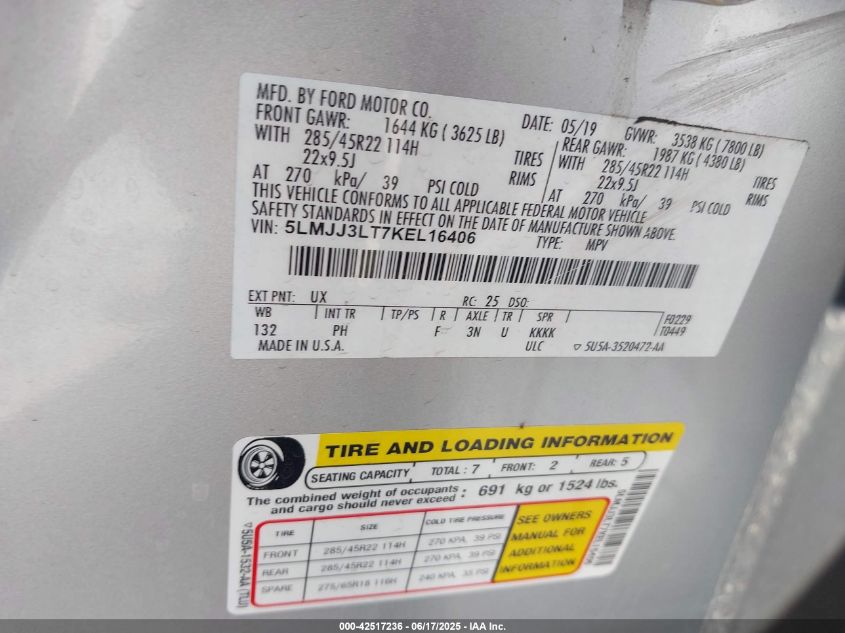 MFD. BY FORD MOTOR CO.
DATE: 05/19 GVWR: 3538 KG (7800 LB)
FRONT GAWR: 1644 KG (3625 LB)
WITH 285/45R22 114H TIRES
22x9.5J RIMS
AT 270 kPa/ 39 PSI COLD
REAR GAWR: 1987 KG (4380 LB)
WITH 285/45R22 114H TIRES
22x9.5J RIMS
AT 270 kPa/ 39 PSI COLD
THIS VEHICLE CONFORMS TO ALL APPLICABLE FEDERAL MOTOR VEHICLE
SAFETY STANDARDS IN EFFECT ON THE DATE OF MANUFACTURE SHOWN ABOVE.
VIN: 5LMJJ3LT7KEL16406
TYPE: MPV
EXT PNT: UX RC: 25 DSO:
WB INT TR TP/PS R AXLE TR SPR
132 PH F 3N U KKKK
F0229
T0449
MADE IN U.S.A. ULC ▽ 5U5A-3520472-AA
TIRE AND LOADING INFORMATION
SEATING CAPACITY TOTAL : 7 FRONT: 2 REAR: 5
The combined weight of occupants
and cargo should never exceed : 691 kg or 1524 lbs.
TIRE SIZE COLD TIRE PRESSURE
FRONT 285/45R22 114H 270 KPA, 39 PSI
REAR 285/45R22 114H 270 KPA, 39 PSI
SPARE 275/65R18 116H 240 KPA, 35 PSI
SEE OWNERS
MANUAL FOR
ADDITIONAL
INFORMATION
▽5U5A-1532-AA (TLU)
000-42517236 - 06/17/2025 - IAA Inc.